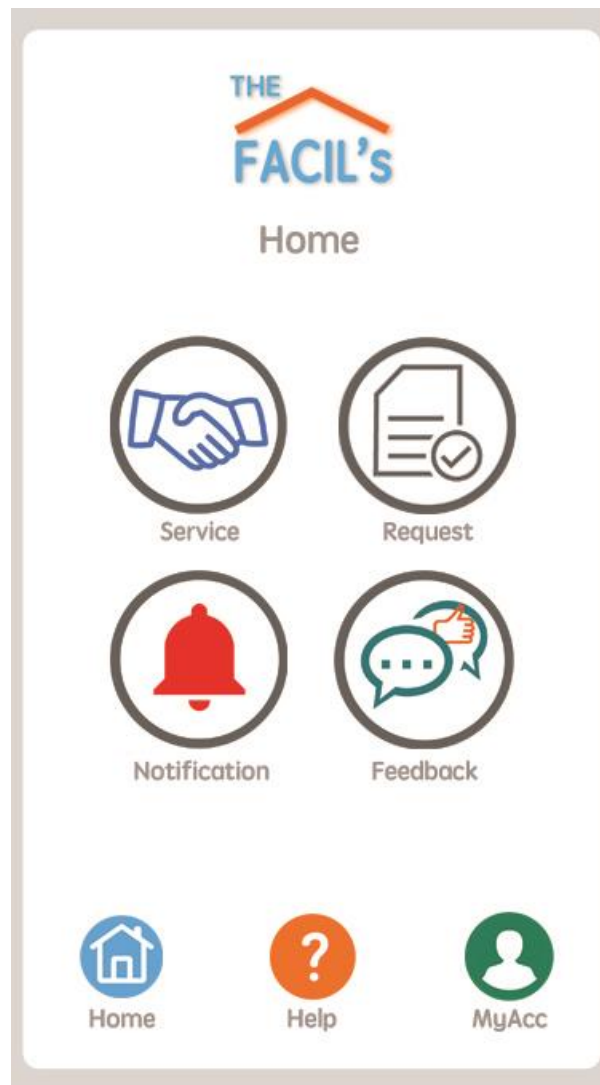 THE
FACIL's
Home
Service Request
Notification Feedback
Home Help MyAcc